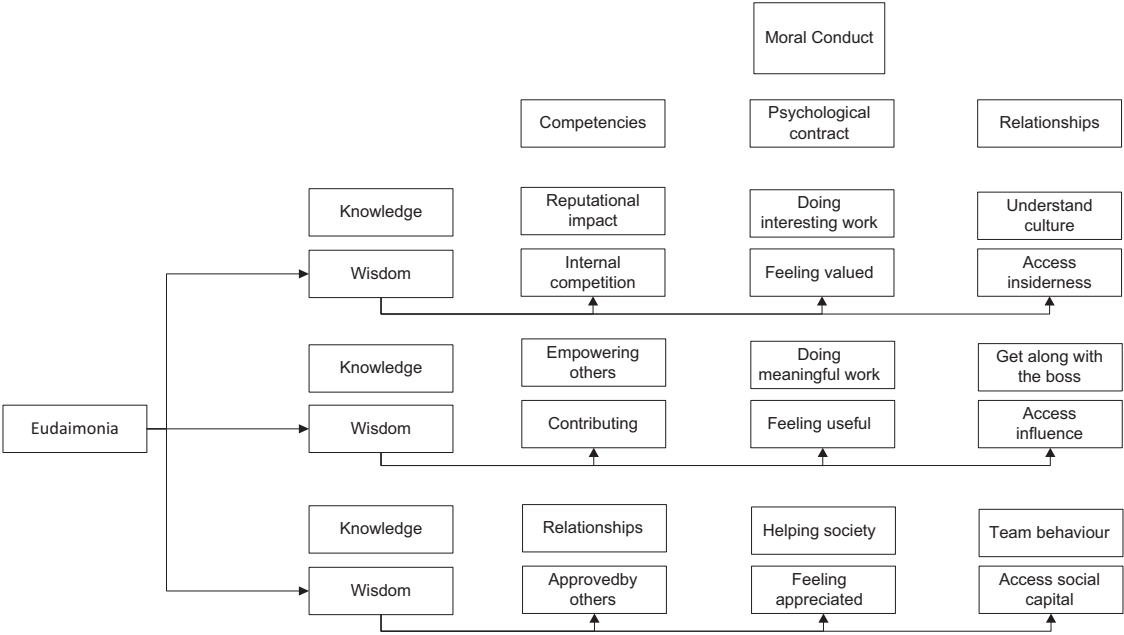 Moral Conduct
Competencies
Psychological
contract
Relationships
Knowledge
Reputational
impact
Doing
interesting work
Understand
culture
Wisdom
Internal
competition
Feeling valued
Access
insiderness
Knowledge
Empowering
others
Doing
meaningful work
Get along with
the boss
Eudaimonia
Wisdom
Contributing
Feeling useful
Access
influence
Knowledge
Relationships
Helping society
Team behaviour
Wisdom
Approvedby
others
Feeling
appreciated
Access social
capital